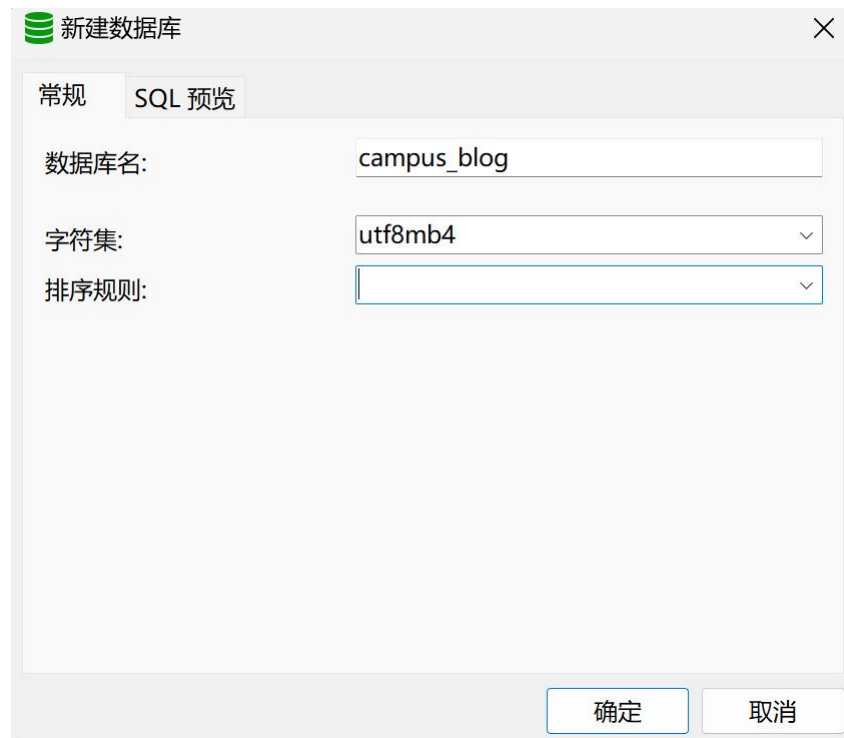 新建数据库
常规 SQL 预览
数据库名: campus_blog
字符集: utf8mb4
排序规则:
确定 取消